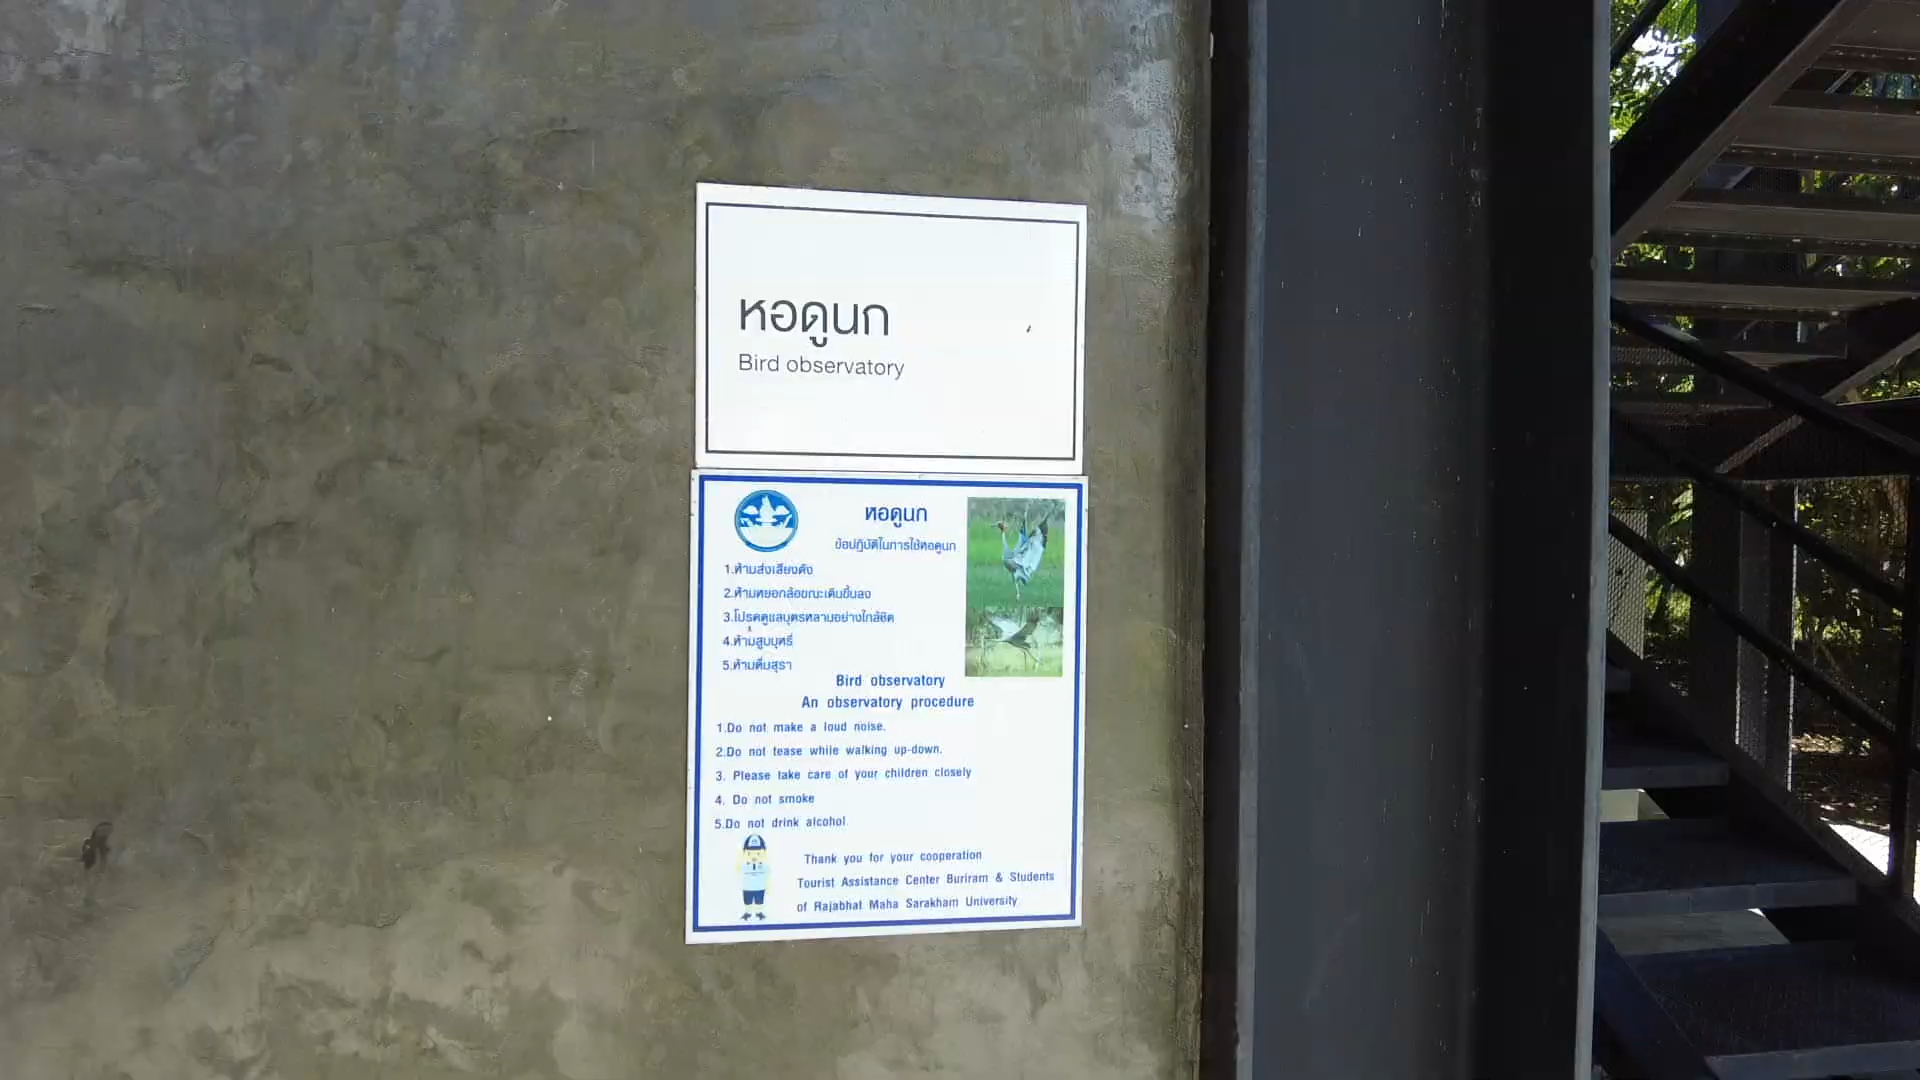 หอดูนก
Bird observatory
หอดูนก
ข้อปฏิบัติในการใช้หอดูนก
1.ห้ามส่งเสียงดัง
2.ห้ามหยอกล้อขณะเดินขึ้นลง
3.โปรดดูแลบุตรหลานอย่างใกล้ชิด
4.ห้ามสูบบุหรี่
5.ห้ามดื่มสุรา
Bird observatory
An observatory procedure
1.Do not make a loud noise.
2.Do not tease while walking up-down.
3. Please take care of your children closely
4. Do not smoke
5.Do not drink alcohol.
Thank you for your cooperation
Tourist Assistance Center Buriram & Students
of Rajabhat Maha Sarakham University